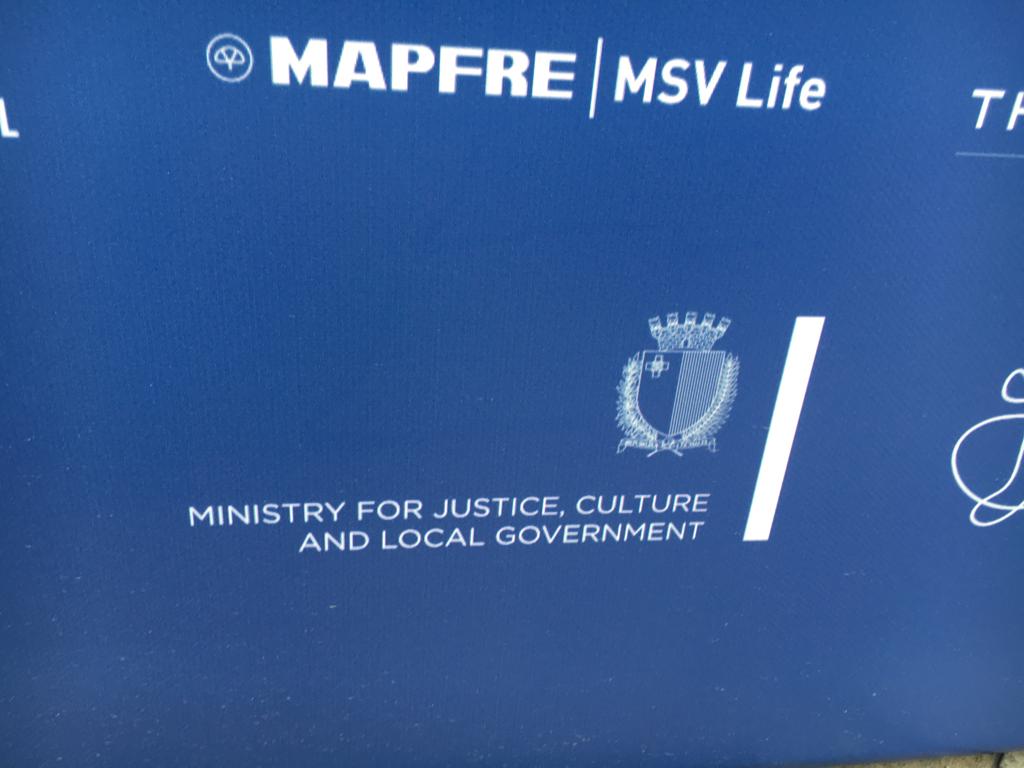 MAPFRE | MSV Life
MINISTRY FOR JUSTICE, CULTURE
AND LOCAL GOVERNMENT